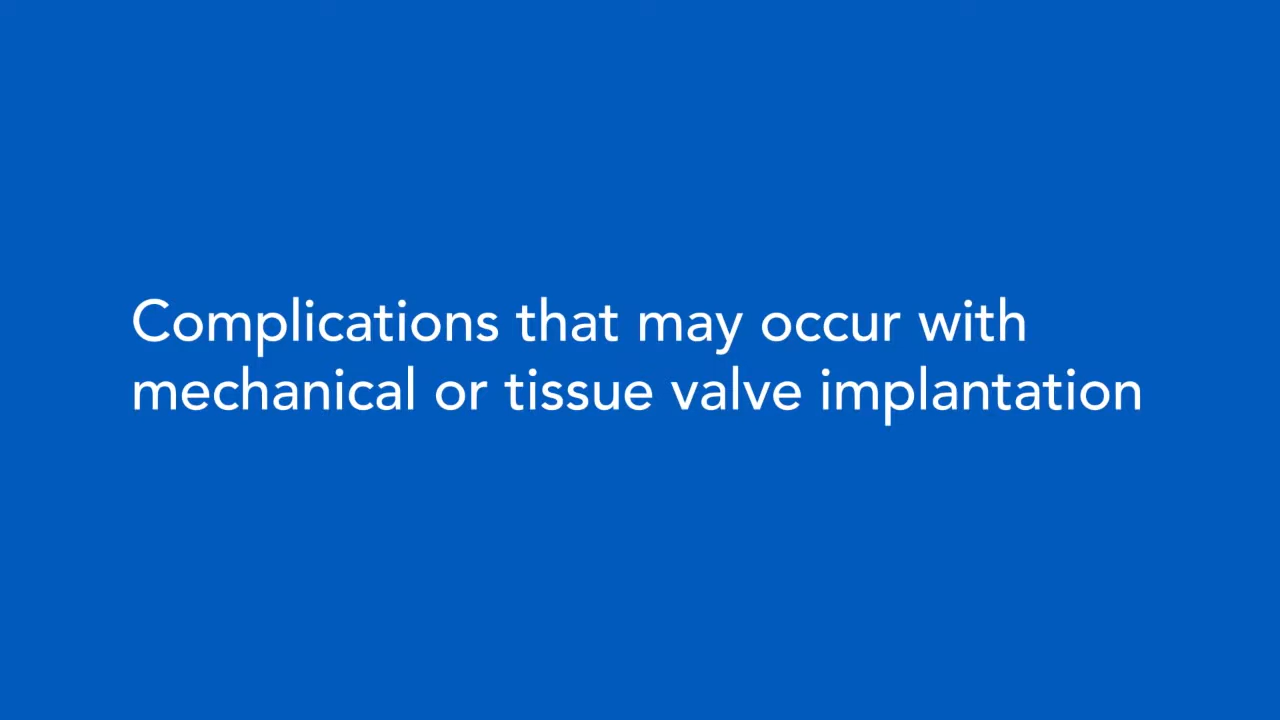 Complications that may occur with
mechanical or tissue valve implantation